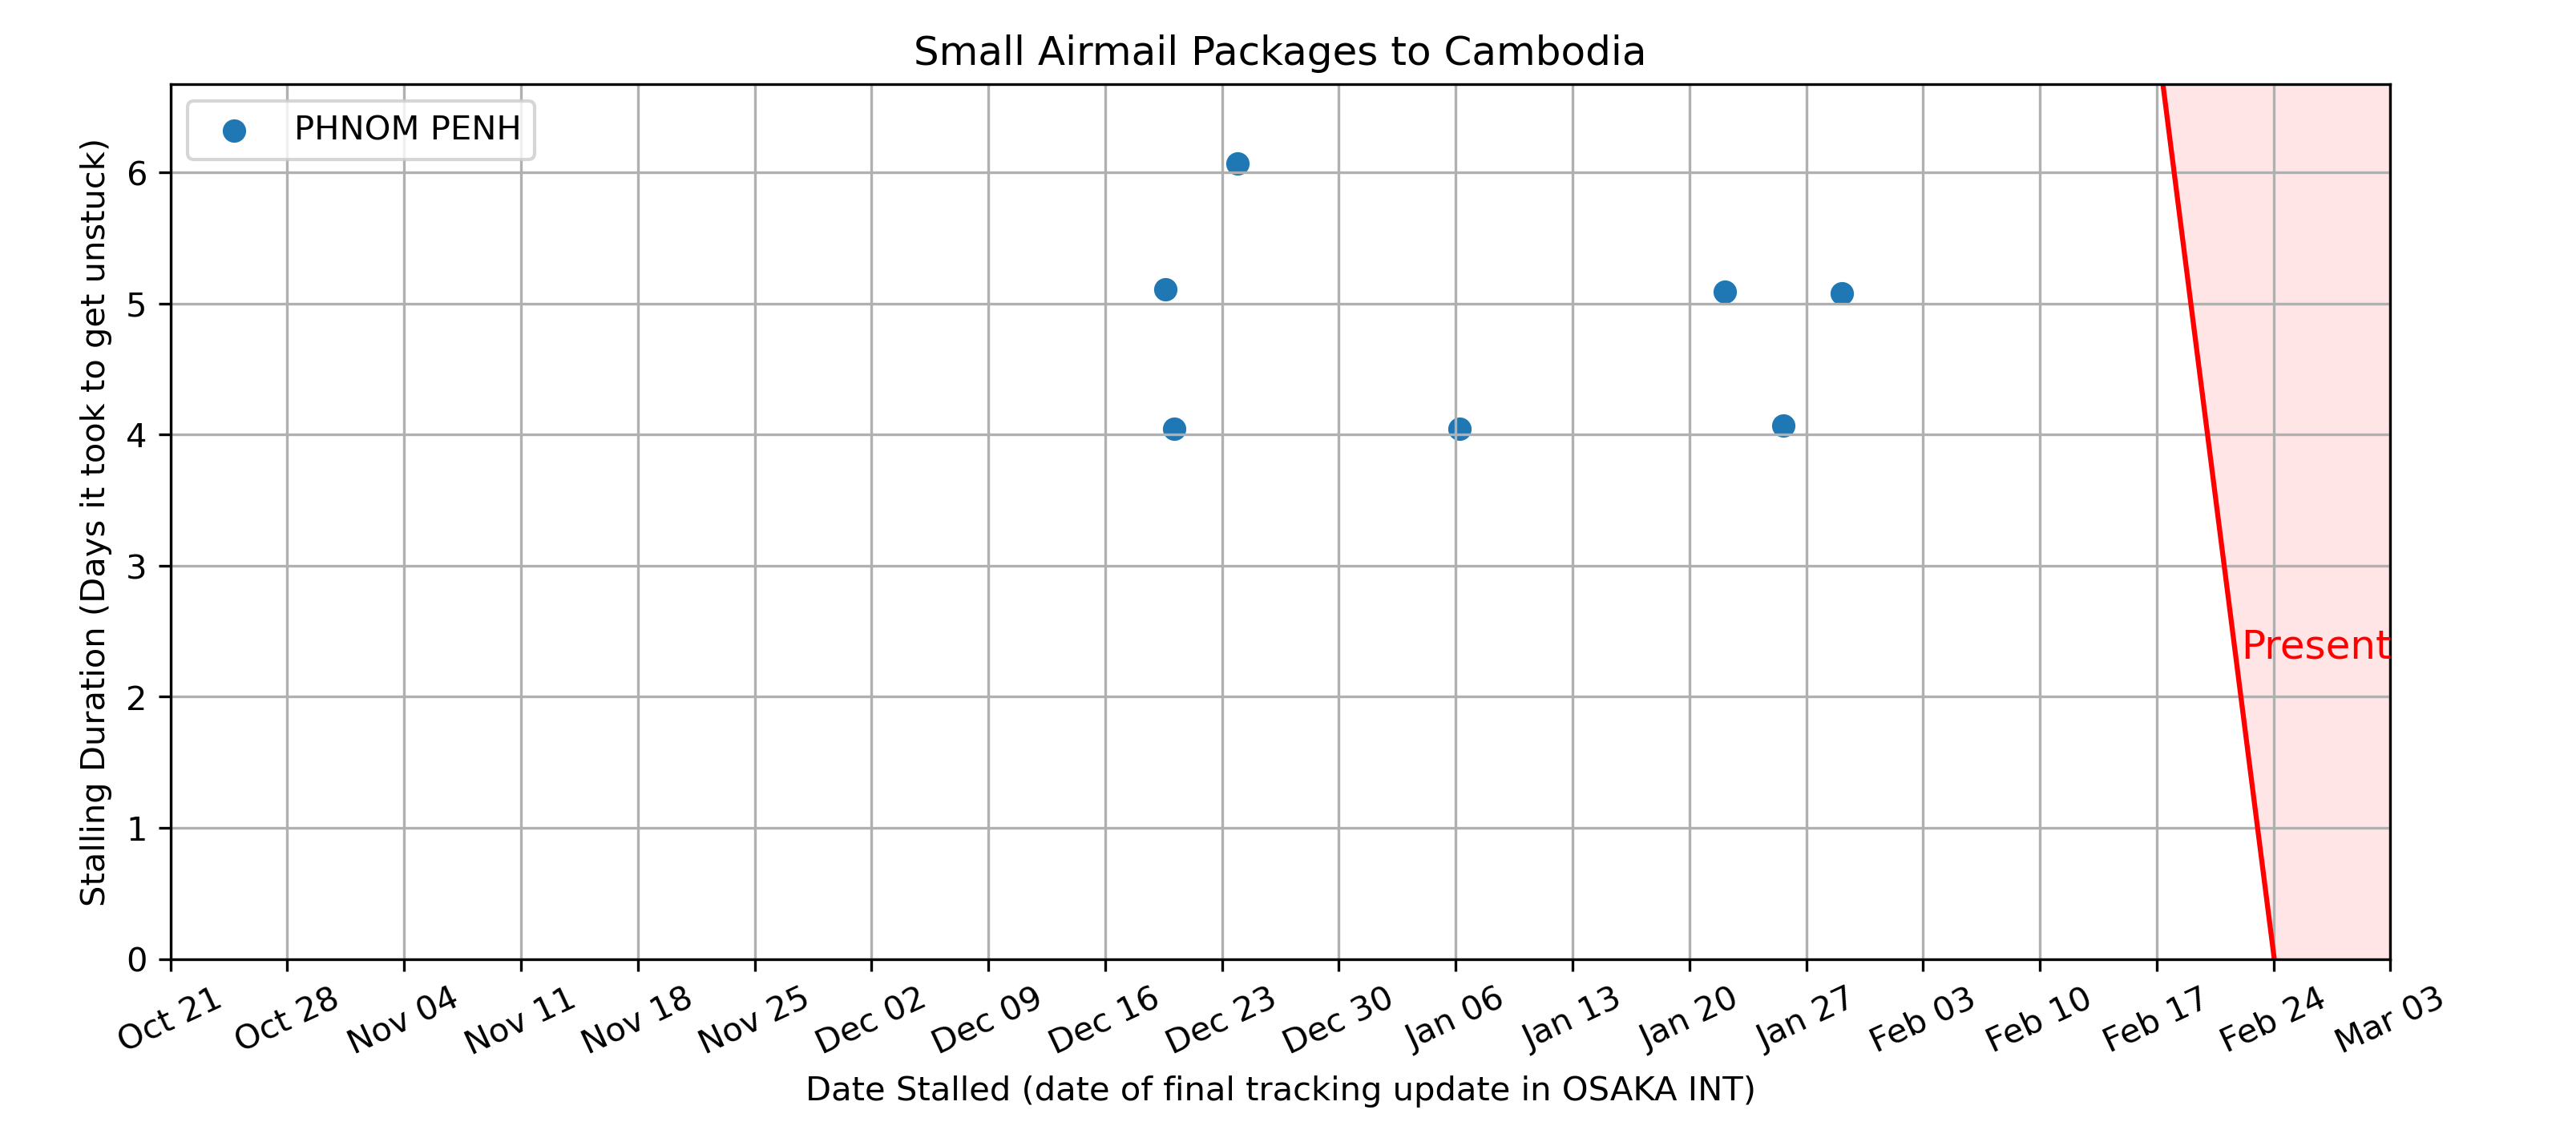 Small Airmail Packages to Cambodia
PHNOM PENH
Stalling Duration (Days it took to get unstuck)
6
5
4
3
2
1
0
Present
Oct 21 Oct 28 Nov 04 Nov 11 Nov 18 Nov 25 Dec 02 Dec 09 Dec 16 Dec 23 Dec 30 Jan 06 Jan 13 Jan 20 Jan 27 Feb 03 Feb 10 Feb 17 Feb 24 Mar 03
Date Stalled (date of final tracking update in OSAKA INT)